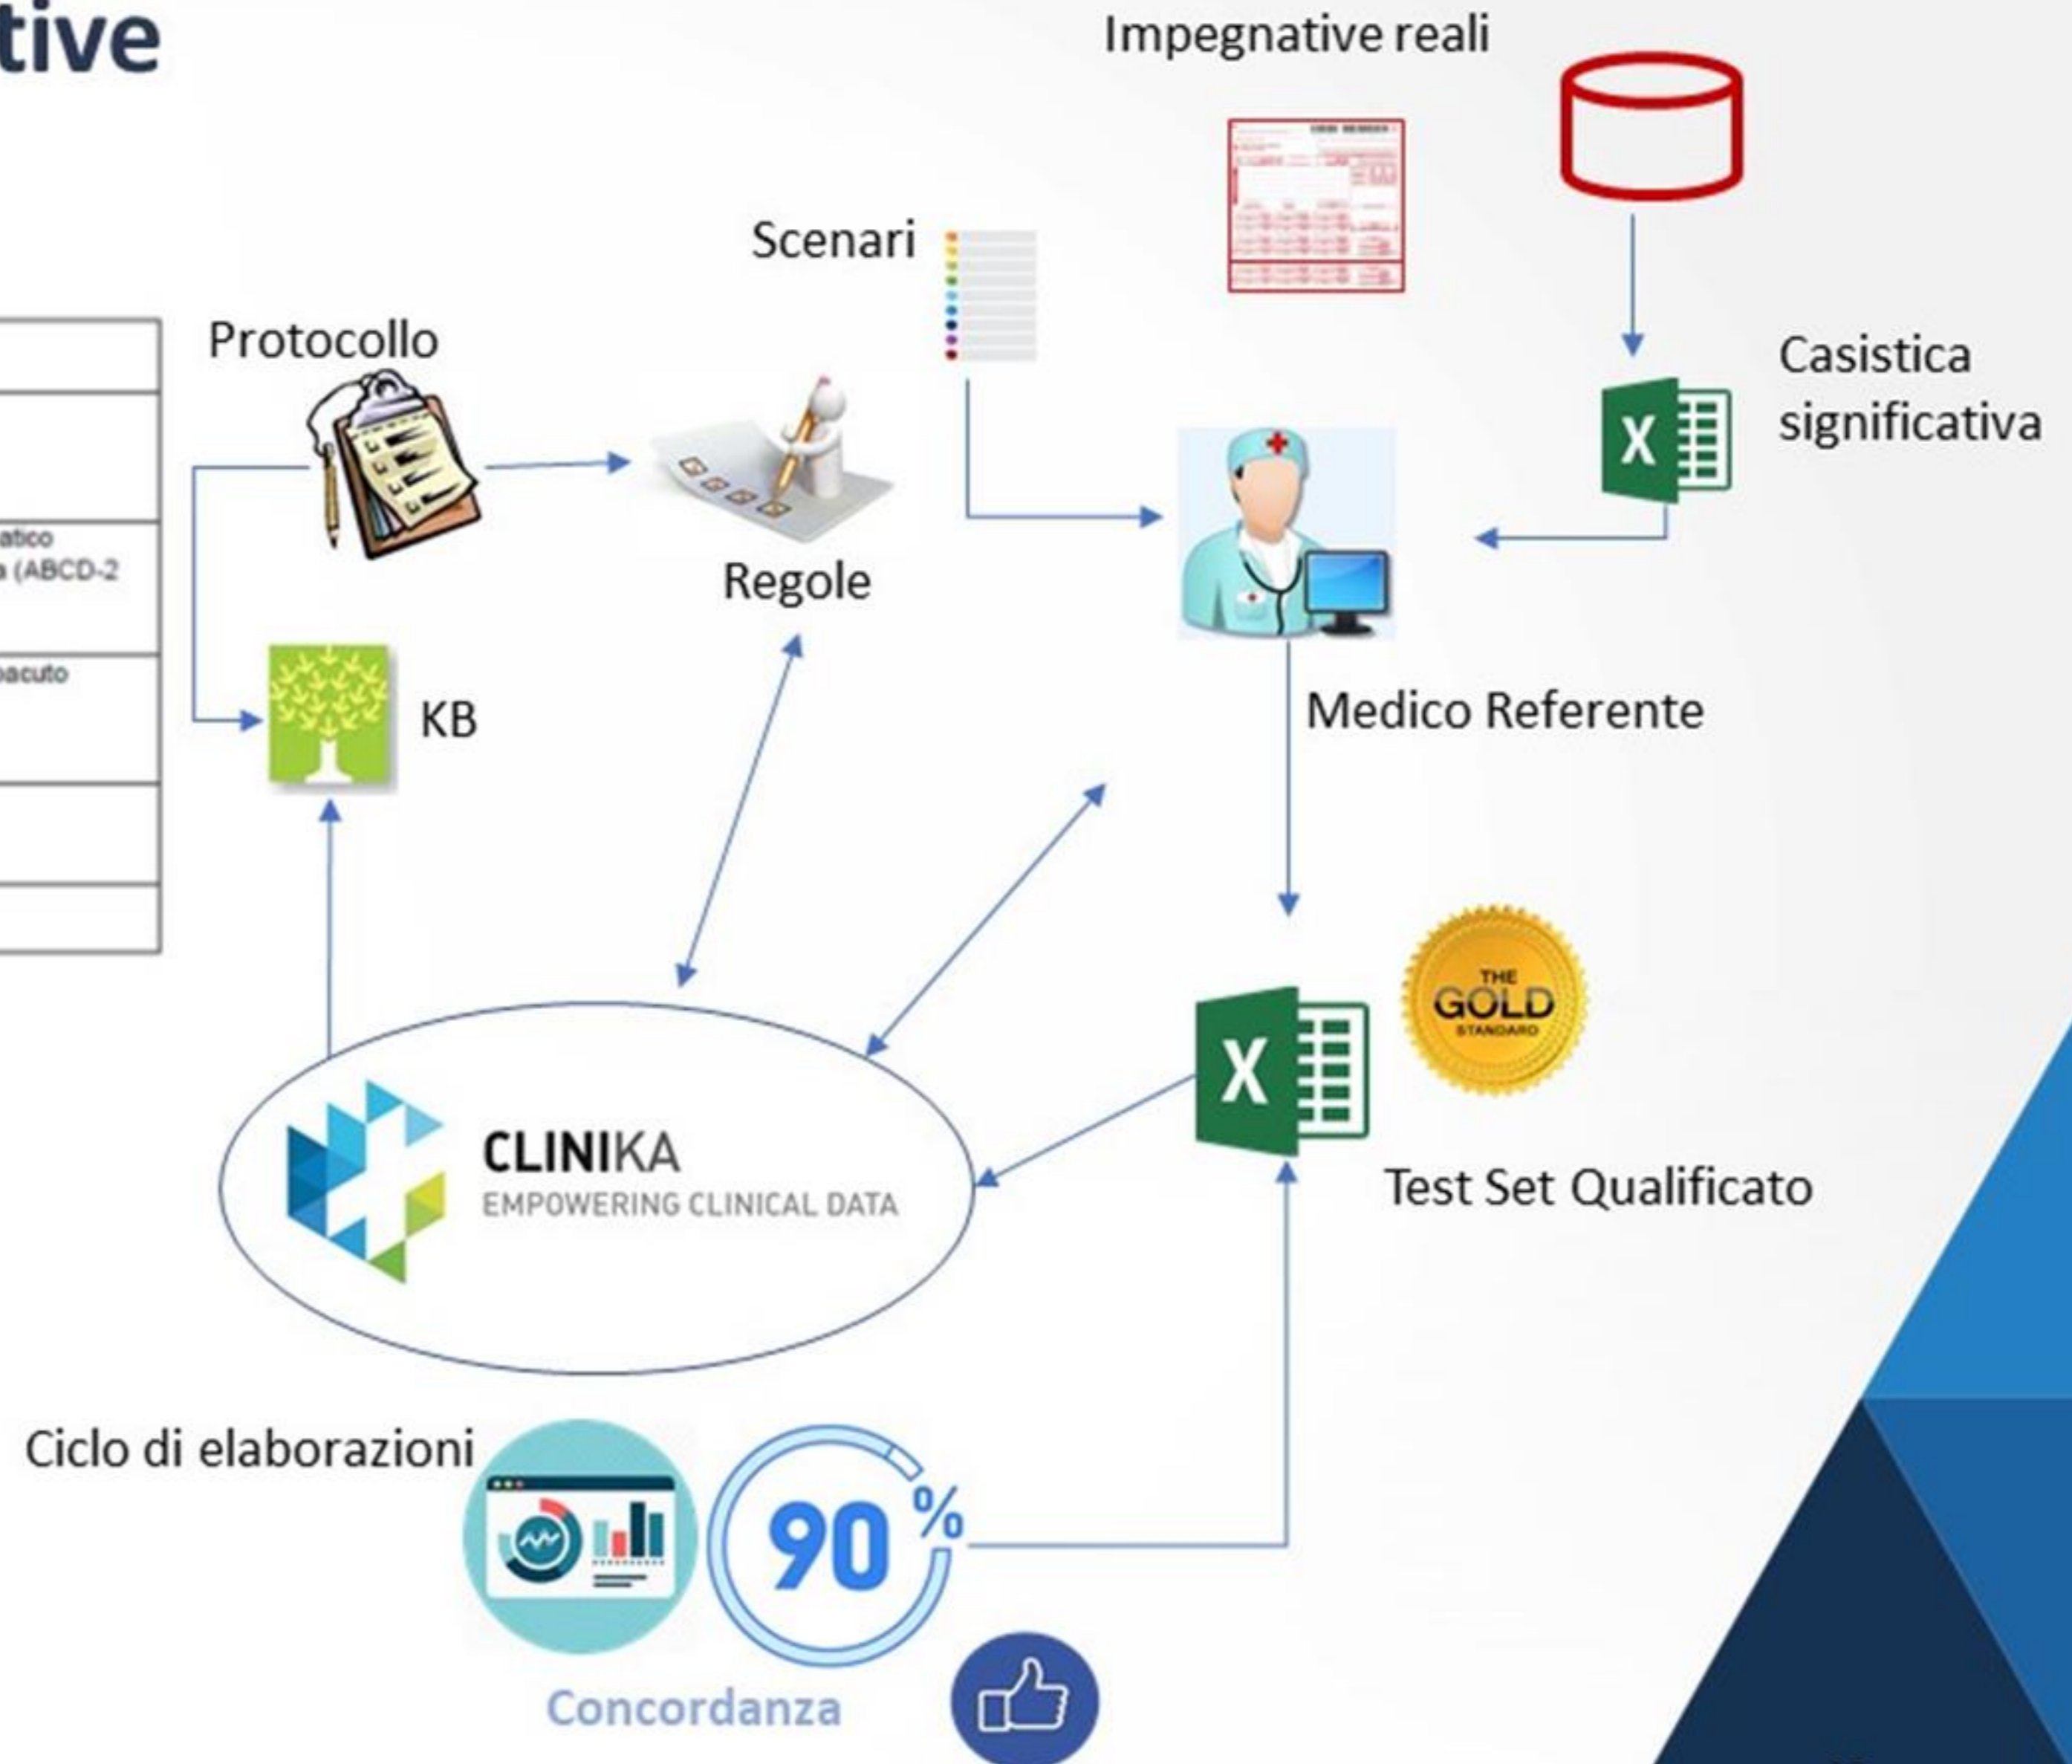 tive
Impegnative reali
Scenari
Protocollo
Casistica
significativa
X
atico
a (ABCD-2
Regole
pacuto
KB
Medico Referente
THE
GOLD
STANDARD
X
CLINIKA
EMPOWERING CLINICAL DATA
Test Set Qualificato
Ciclo di elaborazioni
90%
Concordanza